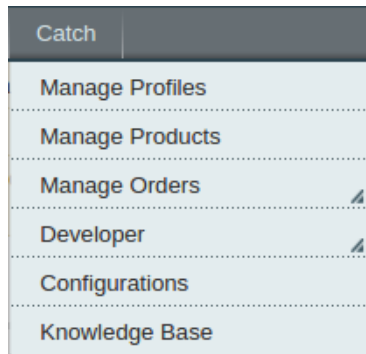 Catch
Manage Profiles
Manage Products
Manage Orders
Developer
Configurations
Knowledge Base